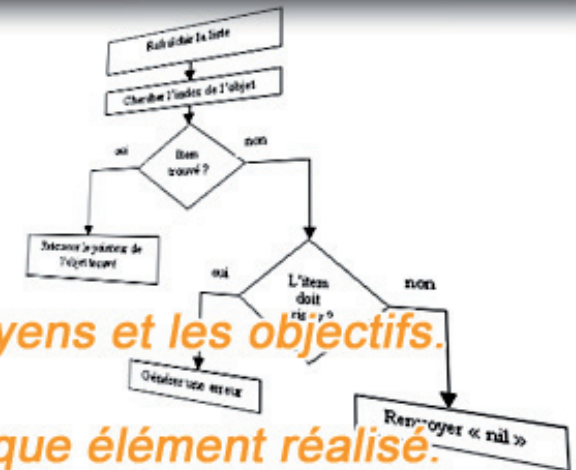 Rafraîchir la liste
Chercher l'index de l'objet
oui
non
Item
trouvé ?
Retourner le pointeur de
l'objet trouvé
oui
non
L'item
doit
yens et les objectifs.
Générer une erreur
Renvoyer « nil »
que élément réalisé.